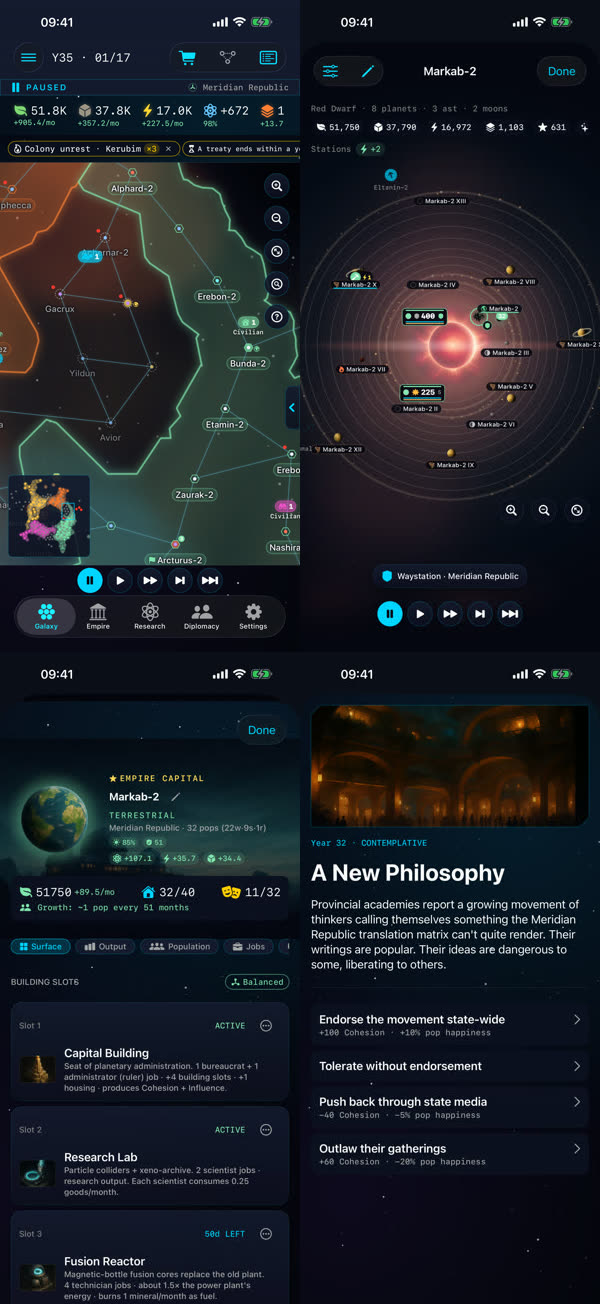 09:41
Y35 · 01/17
PAUSED
Meridian Republic
51.8K
+905.4/mo
37.8K
+357.2/mo
17.0K
+227.5/mo
+672
98%
1
+13.7
Colony unrest · Kerubim ×3 ×
A treaty ends within a y
Alphard-2
phecca
Achernar-2
1
Gacrux
Erebon-2
1
Civilian
Bunda-2
ez
Yildun
Avior
Etamin-2
Erebo
Zaurak-2
1
Civilian
Nashira
Arcturus-2
Galaxy
Empire
Research
Diplomacy
Settings
09:41
Markab-2
Done
Red Dwarf · 8 planets · 3 ast · 2 moons
51,750
37,790
16,972
1,103
631
Stations
+2
Eltanin-2
Markab-2 XIII
1
Markab-2 X
Markab-2 IV
Markab-2 VIII
400
Markab-2
32
Markab-2 III
Markab-2
Markab-2 VII
225
Markab-2 II
Markab-2 V
Markab-2 VI
Markab-2 XII
Markab-2 IX
Waystation · Meridian Republic
09:41
Done
EMPIRE CAPITAL
Markab-2
TERRESTRIAL
Meridian Republic · 32 pops (22w·9s·1r)
85%
51
+107.1
+35.7
+34.4
51750 +89.5/mo
32/40
11/32
Growth: ~1 pop every 51 months
Surface
Output
Population
Jobs
BUILDING SLOTS
Balanced
Slot 1
ACTIVE
Capital Building
Seat of planetary administration. 1 bureaucrat + 1
administrator (ruler) job · +4 building slots · +1
housing · produces Cohesion + Influence.
Slot 2
ACTIVE
Research Lab
Particle colliders + xeno-archive. 2 scientist jobs ·
research output. Each scientist consumes 0.25
goods/month.
Slot 3
50d LEFT
Fusion Reactor
Magnetic-bottle fusion cores replace the old plant.
4 technician jobs · about 1.5× the power plant's
energy · burns 1 mineral/month as fuel.
09:41
Year 32 · CONTEMPLATIVE
A New Philosophy
Provincial academies report a growing movement of
thinkers calling themselves something the Meridian
Republic translation matrix can't quite render. Their
writings are popular. Their ideas are dangerous to
some, liberating to others.
Endorse the movement state-wide
+100 Cohesion · +10% pop happiness
Tolerate without endorsement
Push back through state media
−40 Cohesion · −5% pop happiness
Outlaw their gatherings
+60 Cohesion · −20% pop happiness